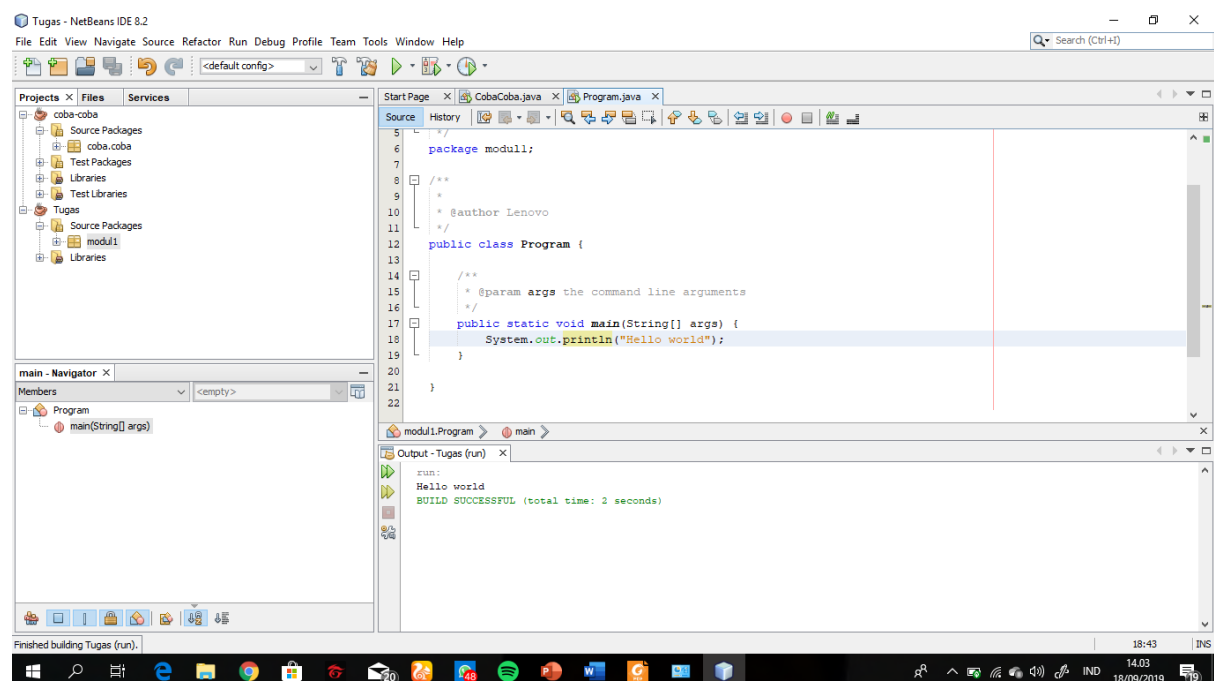 Tugas - NetBeans IDE 8.2
File Edit View Navigate Source Refactor Run Debug Profile Team Tools Window Help
Search (Ctrl+I)
<default config>
Projects Files Services
coba-coba
Source Packages
coba.coba
Test Packages
Libraries
Test Libraries
Tugas
Source Packages
modul1
Libraries
main - Navigator
Members <empty>
Program
main(String[] args)
Start Page CobaCoba.java Program.java
Source History
5 */
6 package modul1;
7
8 /**
9 *
10 * @author Lenovo
11 */
12 public class Program {
13
14 /**
15 * @param args the command line arguments
16 */
17 public static void main(String[] args) {
18 System.out.println("Hello world");
19 }
20
21 }
22
modul1.Program main
Output - Tugas (run)
run:
Hello world
BUILD SUCCESSFUL (total time: 2 seconds)
Finished building Tugas (run).
18:43 INS
20
48
IND
14.03
18/09/2019
19